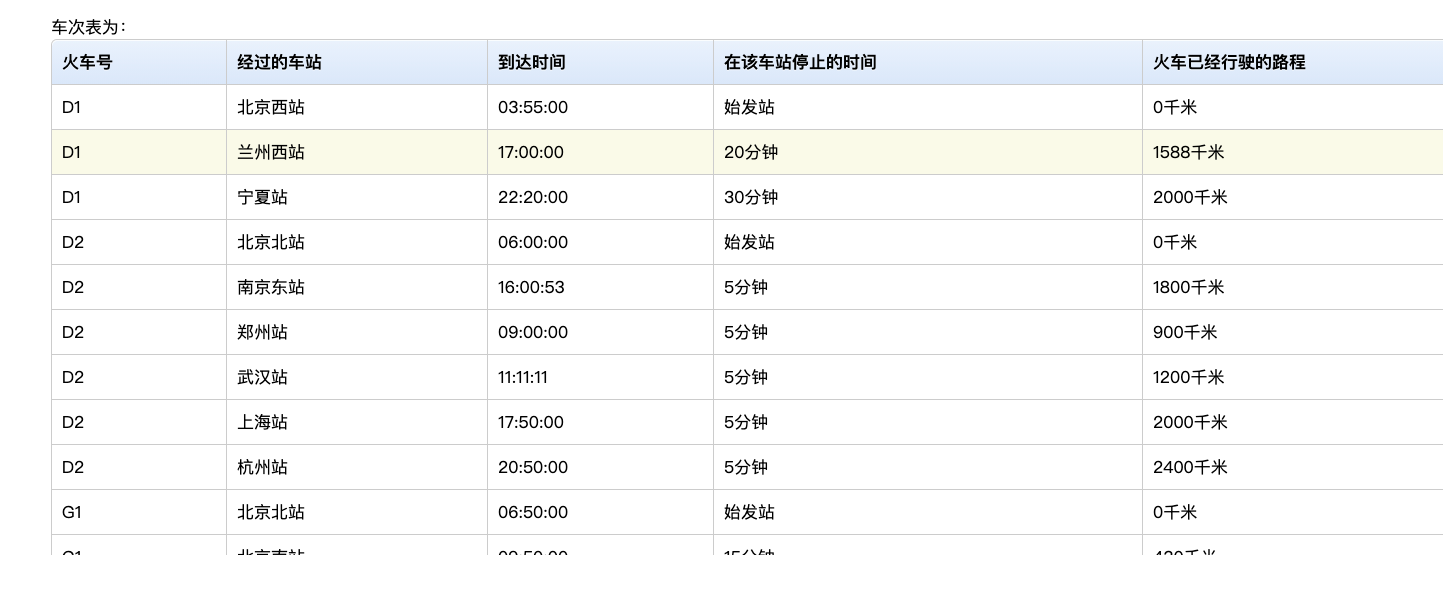 车次表为：
火车号 经过的车站 到达时间 在该车站停止的时间 火车已经行驶的路程
D1 北京西站 03:55:00 始发站 0千米
D1 兰州西站 17:00:00 20分钟 1588千米
D1 宁夏站 22:20:00 30分钟 2000千米
D2 北京北站 06:00:00 始发站 0千米
D2 南京东站 16:00:53 5分钟 1800千米
D2 郑州站 09:00:00 5分钟 900千米
D2 武汉站 11:11:11 5分钟 1200千米
D2 上海站 17:50:00 5分钟 2000千米
D2 杭州站 20:50:00 5分钟 2400千米
G1 北京北站 06:50:00 始发站 0千米